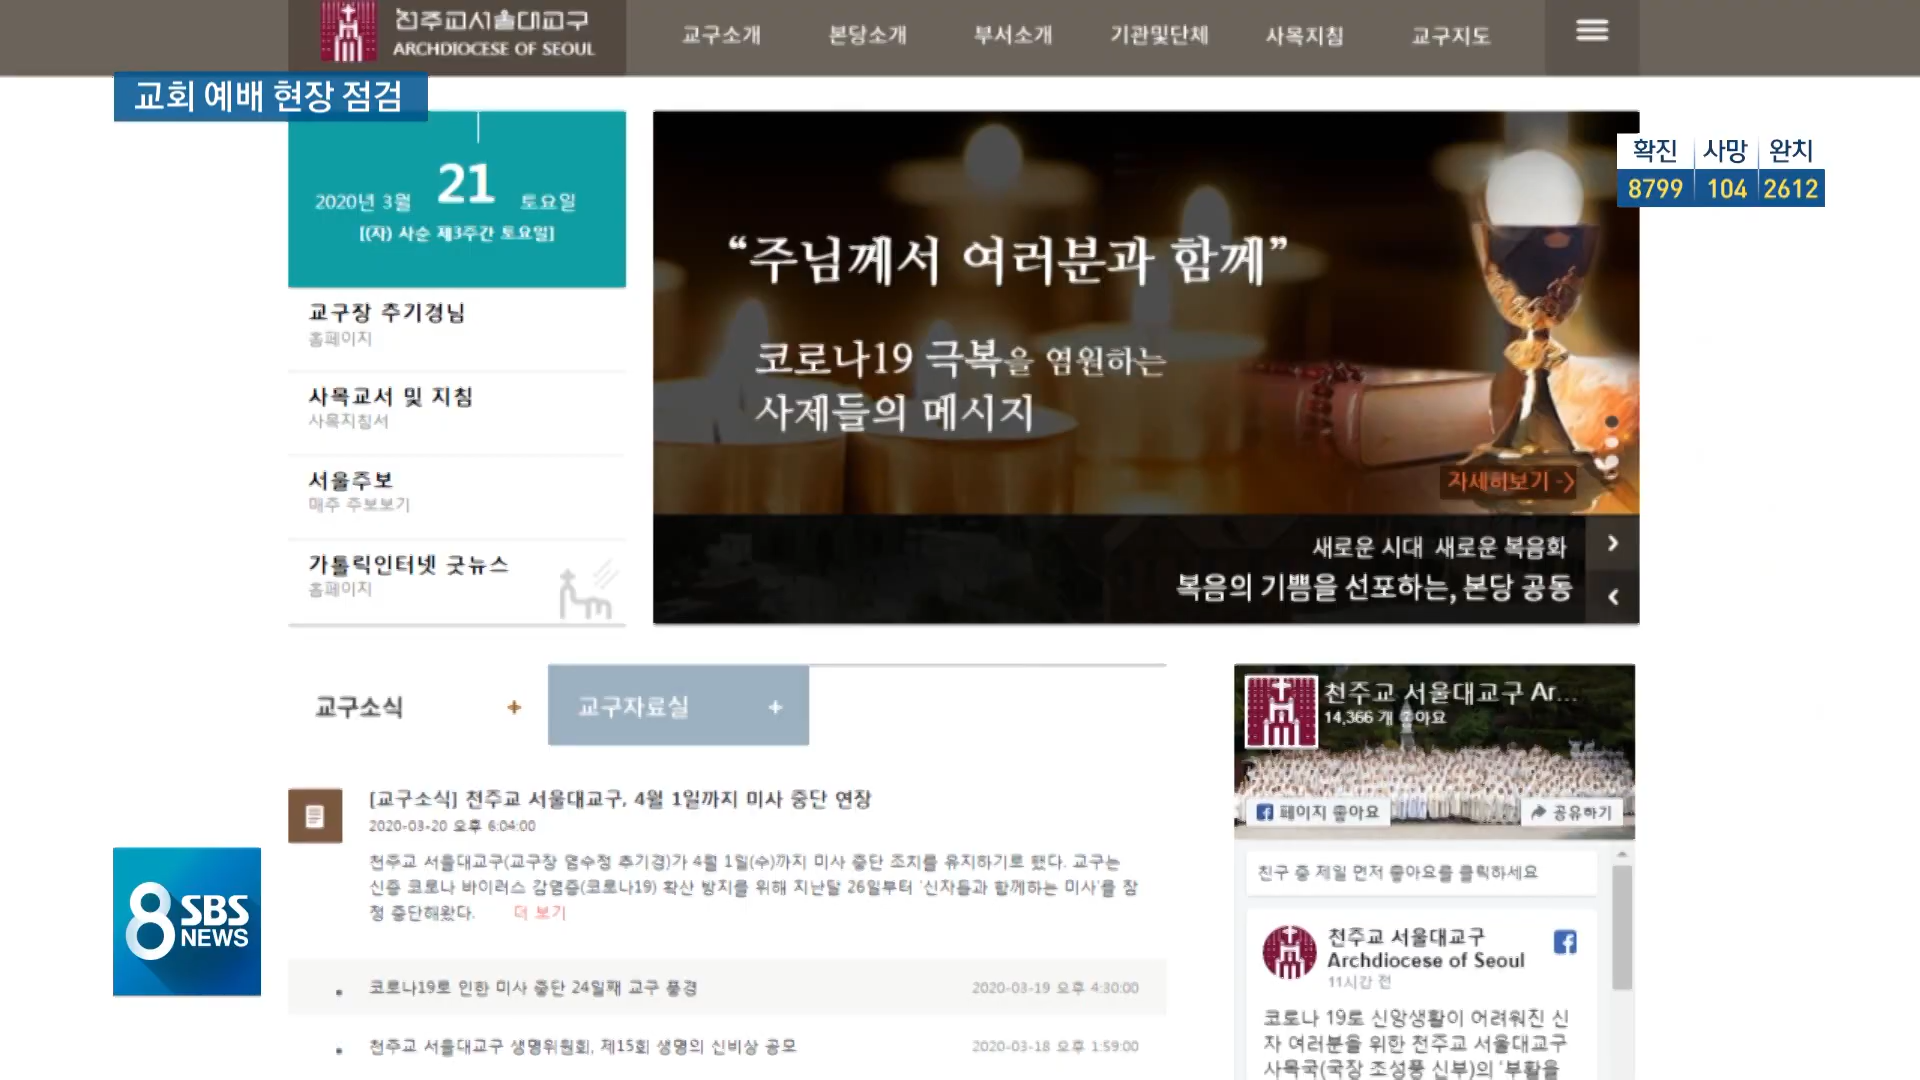 천주교서울대교구
ARCHDIOCESE OF SEOUL
교구소개
본당소개
부서소개
기관및단체
사목지침
교구지도
교회 예배 현장 점검
확진 사망 완치
8799 104 2612
2020년 3월 21 토요일
[(자) 사순 제3주간 토요일]
교구장 추기경님
홈페이지
사목교서 및 지침
사목지침서
서울주보
매주 주보보기
가톨릭인터넷 굿뉴스
홈페이지
“주님께서 여러분과 함께”
코로나19 극복을 염원하는
사제들의 메시지
자세히보기 ->
새로운 시대 새로운 복음화
복음의 기쁨을 선포하는, 본당 공동
교구소식 +
교구자료실 +
[교구소식] 천주교 서울대교구, 4월 1일까지 미사 중단 연장
2020-03-20 오후 6:04:00
천주교 서울대교구(교구장 염수정 추기경)가 4월 1일(수)까지 미사 중단 조치를 유지하기로 했다. 교구는
신종 코로나 바이러스 감염증(코로나19) 확산 방지를 위해 지난달 26일부터 '신자들과 함께하는 미사'를 잠
정 중단해왔다. 더 보기
코로나19로 인한 미사 중단 24일째 교구 풍경 2020-03-19 오후 4:30:00
천주교 서울대교구 생명위원회, 제15회 생명의 신비상 공모 2020-03-18 오후 1:59:00
천주교 서울대교구 Ar...
14,366 개 좋아요
페이지 좋아요
공유하기
친구 중 제일 먼저 좋아요를 클릭하세요
천주교 서울대교구
Archdiocese of Seoul
11시간 전
코로나 19로 신앙생활이 어려워진 신
자 여러분을 위한 천주교 서울대교구
사목국(국장 조성풍 신부)의 '부활을
8 SBS
NEWS